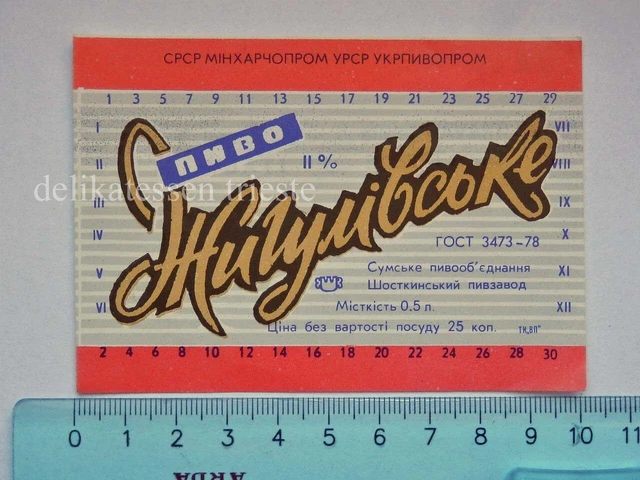 СРСР МІНХАРЧОПРОМ УРСР УКРПИВОПРОМ
1 3 5 7 9 11 13 15 17 19 21 23 25 27 29
I
II
III
IV
V
VI
ПИВО
11%
Жигулівське
VII
VIII
IX
X
XI
XII
delikatessen trieste
ГОСТ 3473-78
Сумське пивооб'єднання
Шосткинський пивзавод
Місткість 0.5 л.
Ціна без вартості посуду 25 коп.
ТИ„ВП"
2 4 6 8 10 12 14 16 18 20 22 24 26 28 30
0 1 2 3 4 5 6 7 8 9 10 11